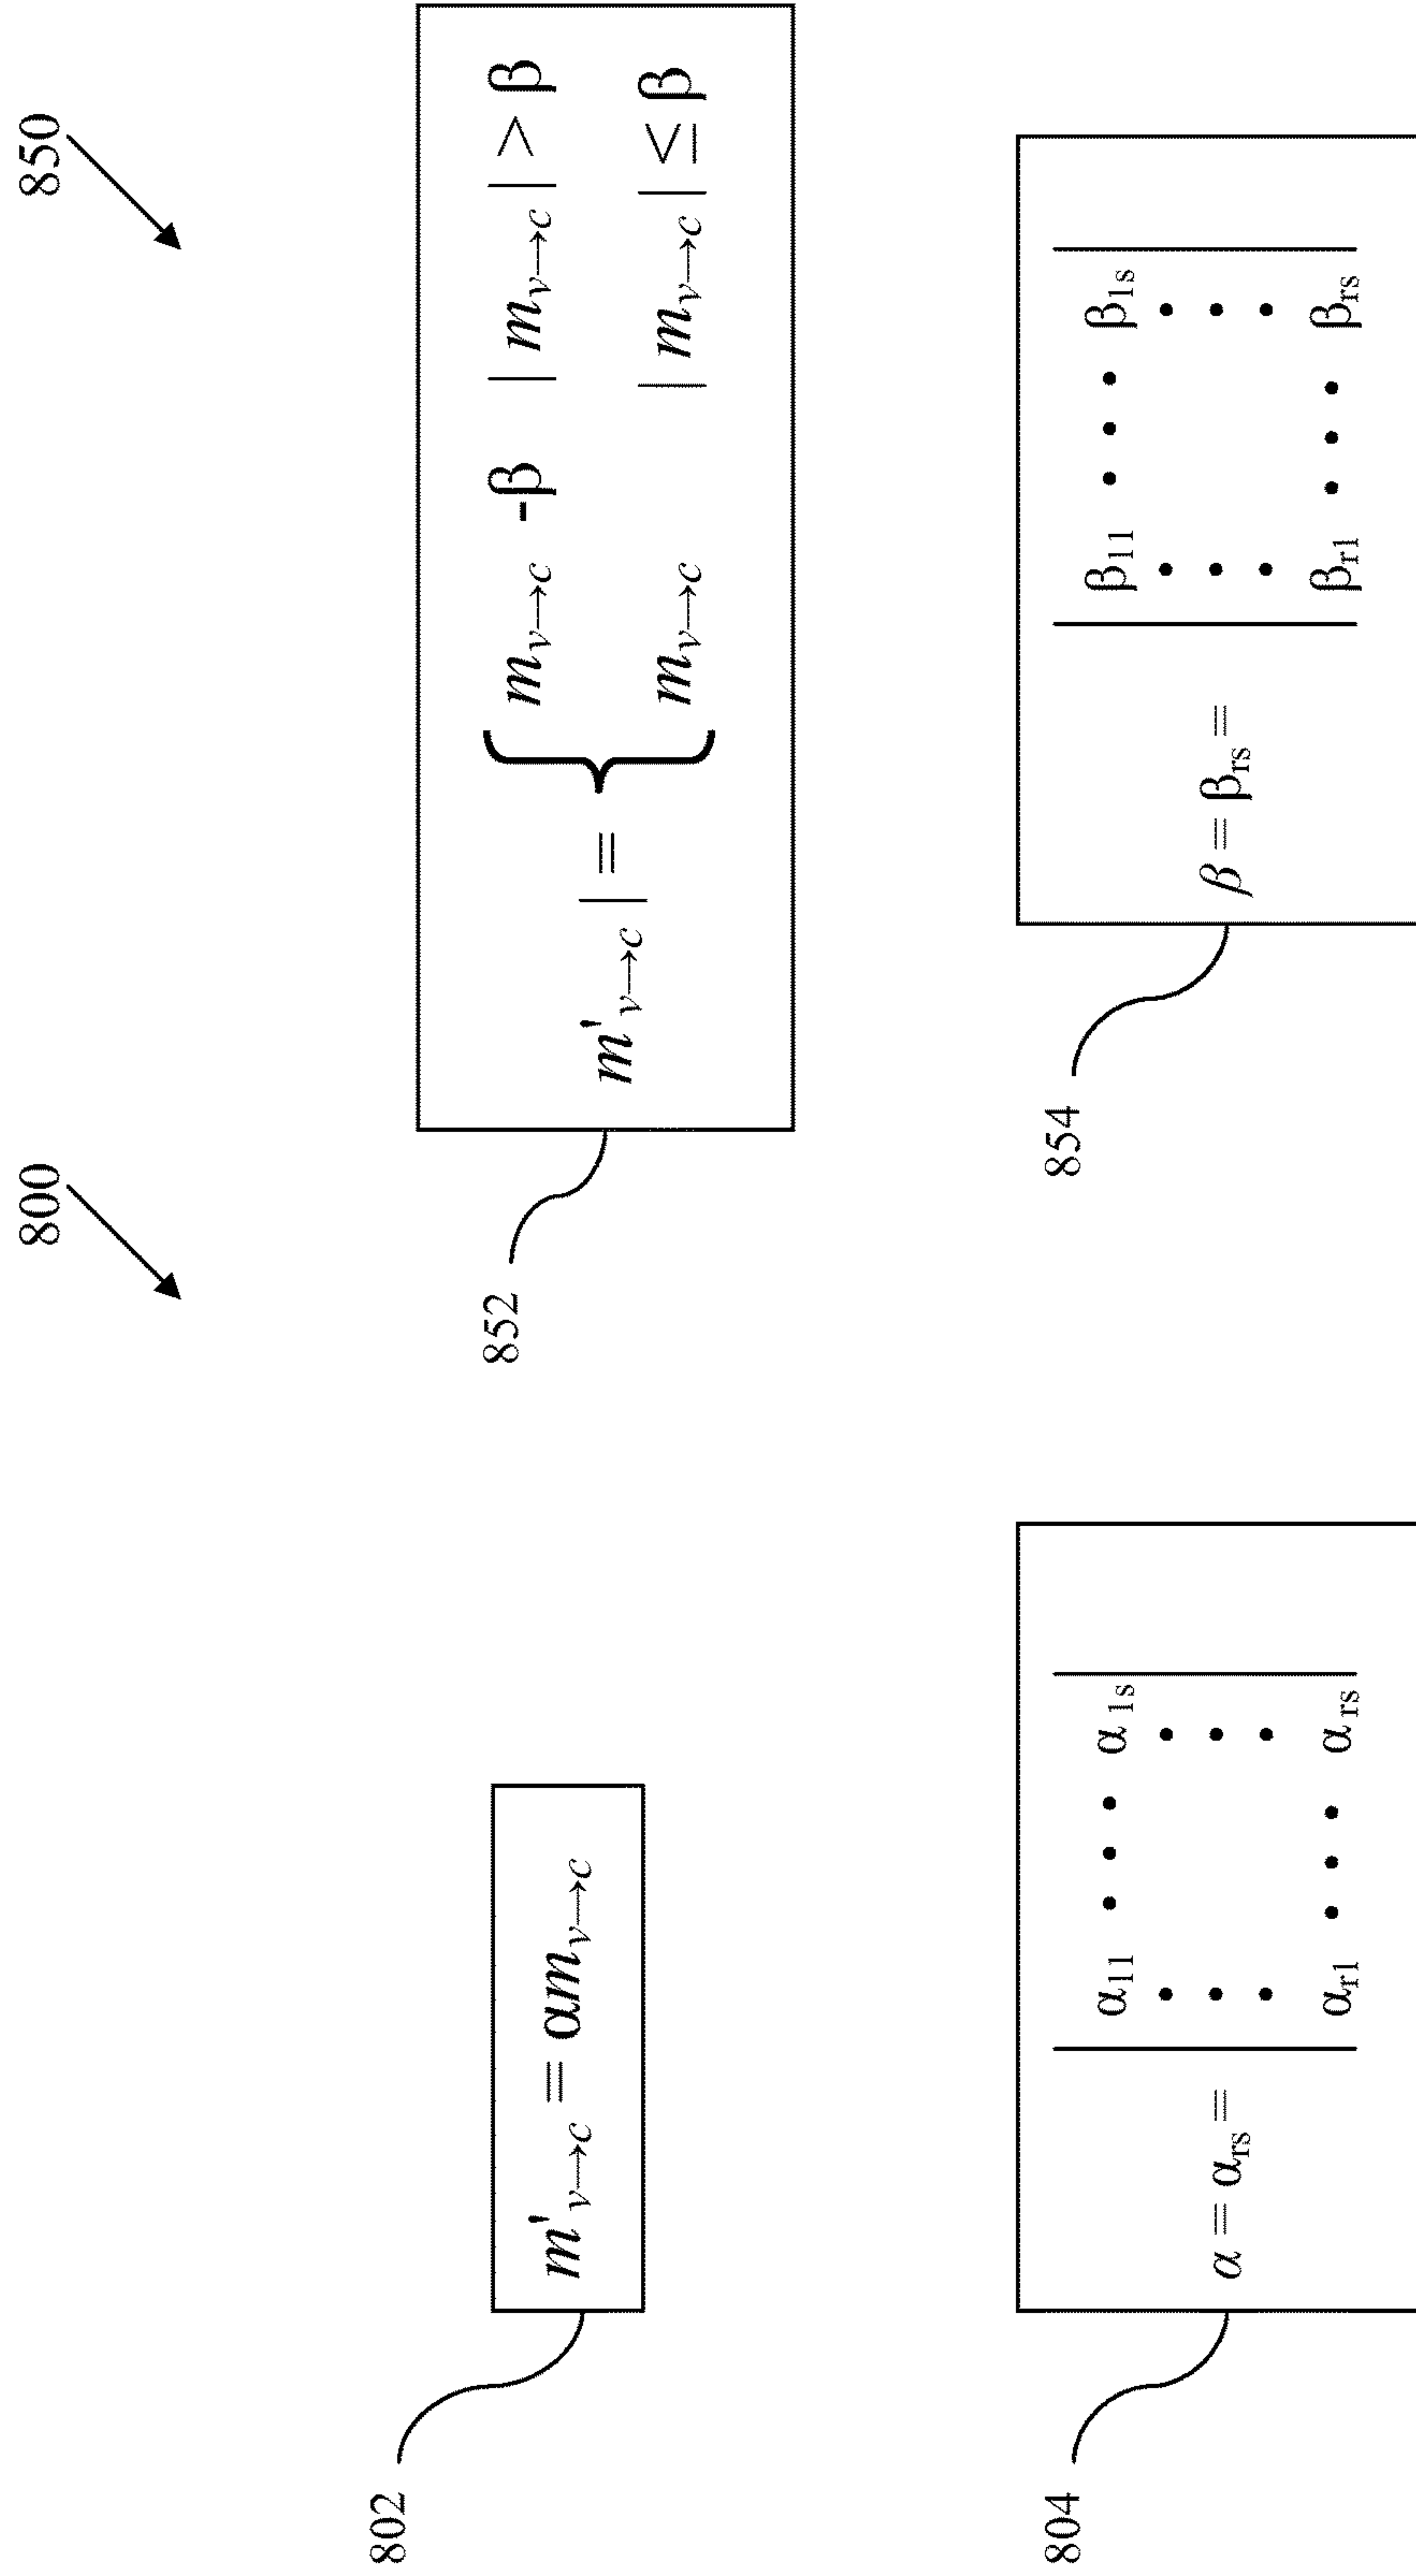 800
802
m'ᵥ→c = αmᵥ→c
804
α = αrs =
α11 • • • α1s
• •
• •
• •
αr1 • • • αrs
850
852
m'ᵥ→c | =
mᵥ→c -β | mᵥ→c | > β
mᵥ→c | mᵥ→c | ≤ β
854
β = βrs =
β11 • • • β1s
• •
• •
• •
βr1 • • • βrs